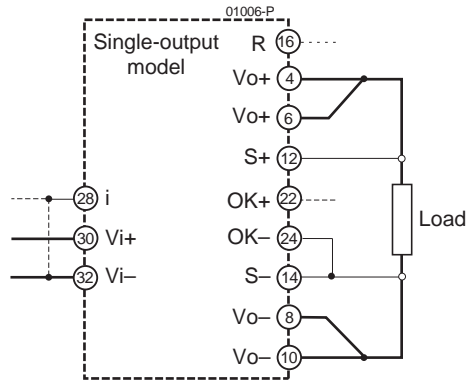 01006-P
Single-output
model
R 16
Vo+ 4
Vo+ 6
S+ 12
28 i
OK+ 22
Load
30 Vi+
OK– 24
32 Vi–
S– 14
Vo– 8
Vo– 10